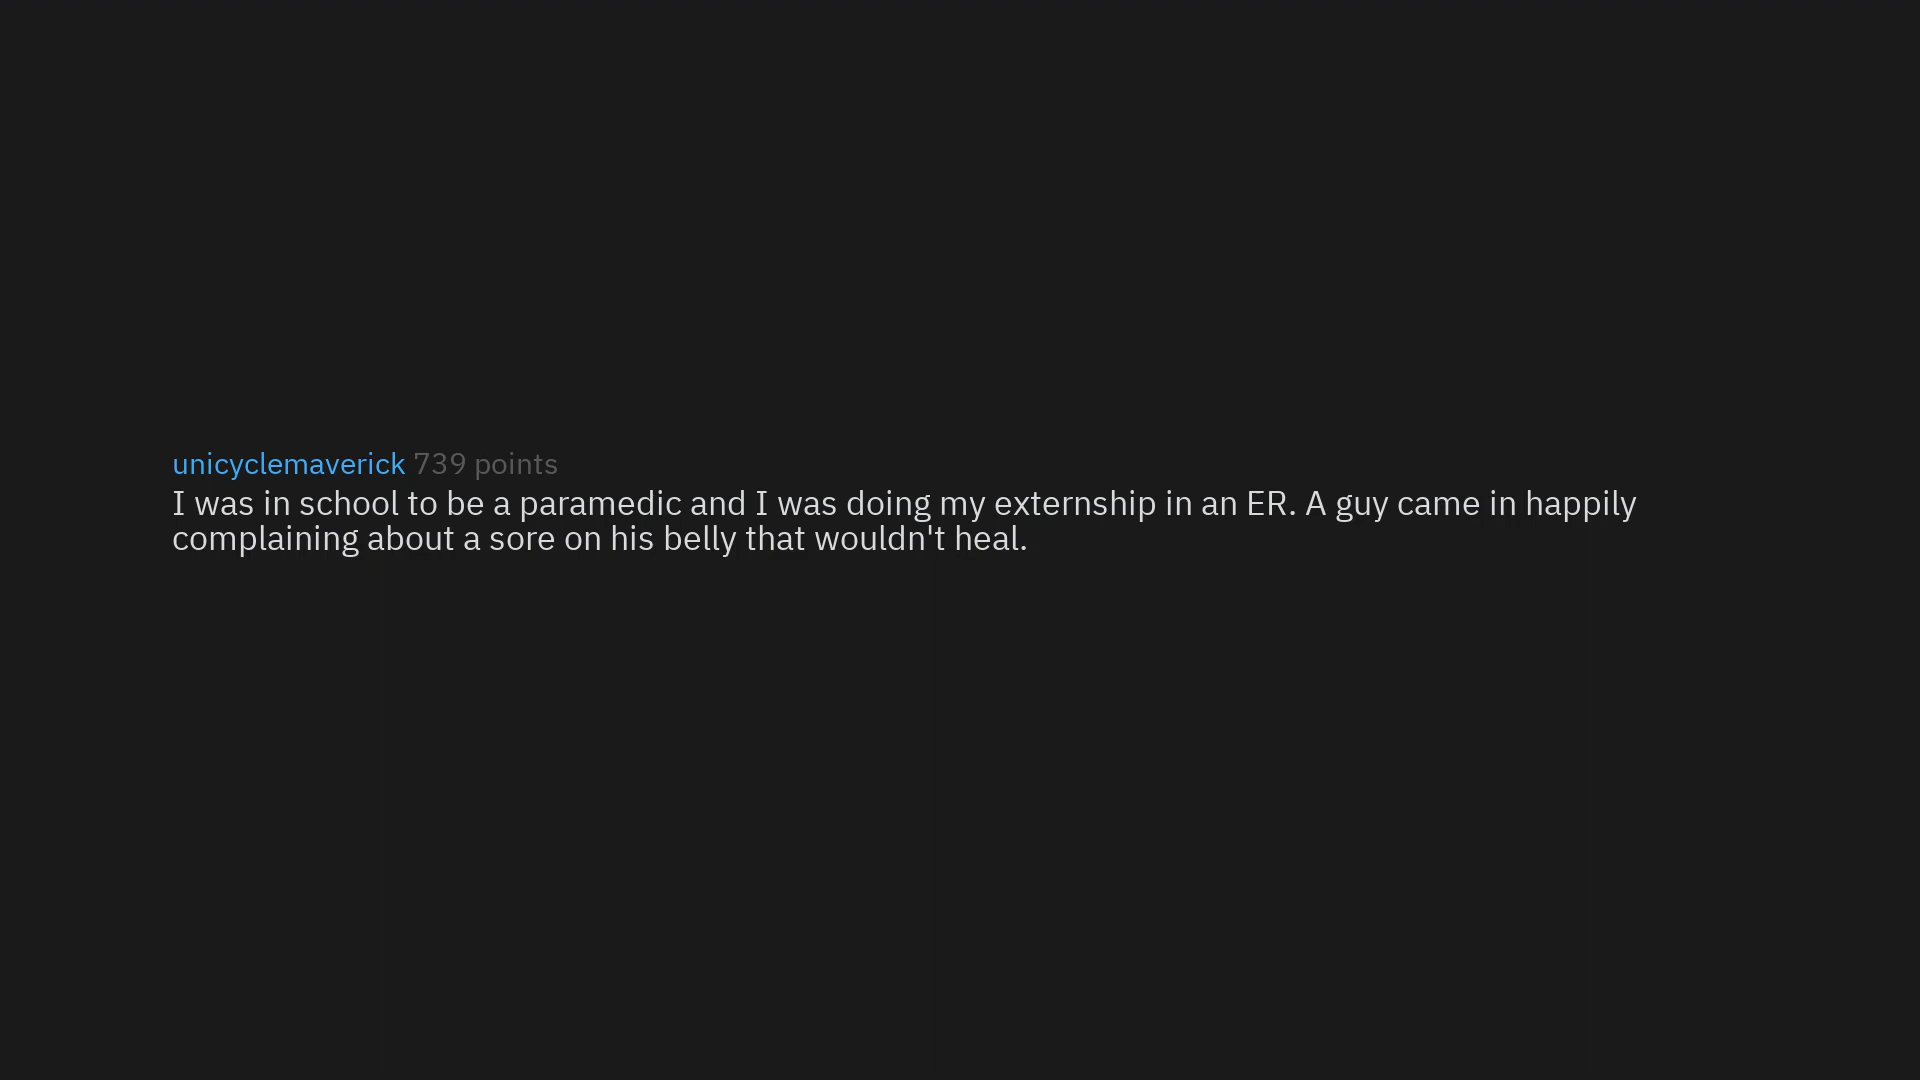 unicyclemaverick 739 points
I was in school to be a paramedic and I was doing my externship in an ER. A guy came in happily
complaining about a sore on his belly that wouldn't heal.